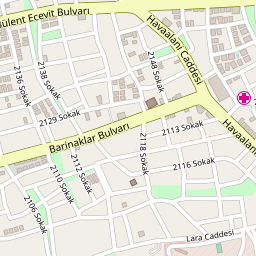 ülent Ecevit Bulvarı
Havaalanı Caddesi
2148 Sokak
2138 Sokak
2136 Sokak
2129 Sokak
Barınaklar Bulvarı
2113 Sokak
Havaalanı
2118 Sokak
2112 Sokak
2116 Sokak
2110 Sokak
2106 Sokak
Lara Caddesi